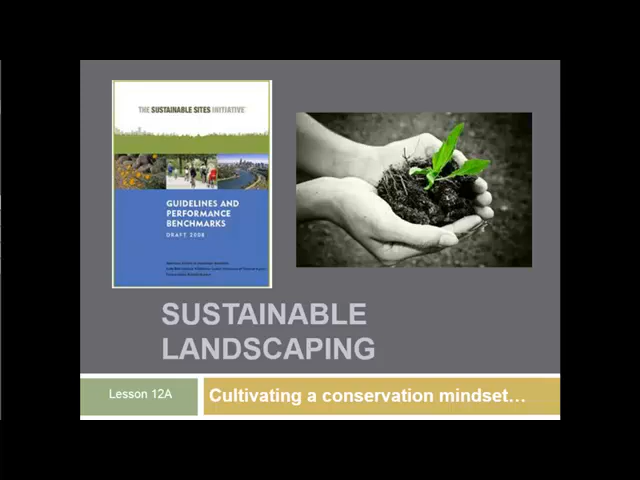 THE SUSTAINABLE SITES INITIATIVE
GUIDELINES AND
PERFORMANCE
BENCHMARKS
DRAFT 2008
SUSTAINABLE
LANDSCAPING
Lesson 12A
Cultivating a conservation mindset…